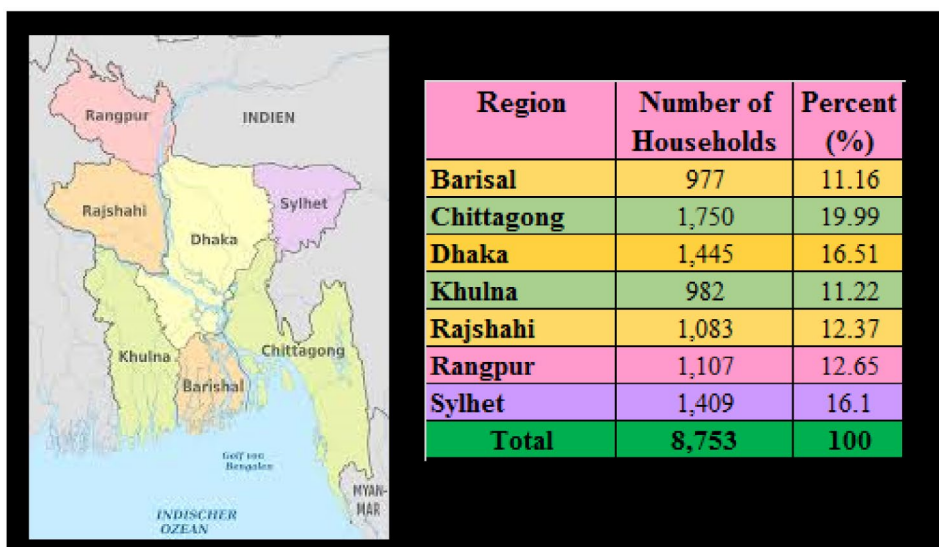 Rangpur
INDIEN
Rajshahi
Sylhet
Dhaka
Khulna
Chittagong
Barishal
Golf von
Bengalen
MYAN-
MAR
INDISCHER
OZEAN
Region Number of Households Percent (%)
Barisal 977 11.16
Chittagong 1,750 19.99
Dhaka 1,445 16.51
Khulna 982 11.22
Rajshahi 1,083 12.37
Rangpur 1,107 12.65
Sylhet 1,409 16.1
Total 8,753 100